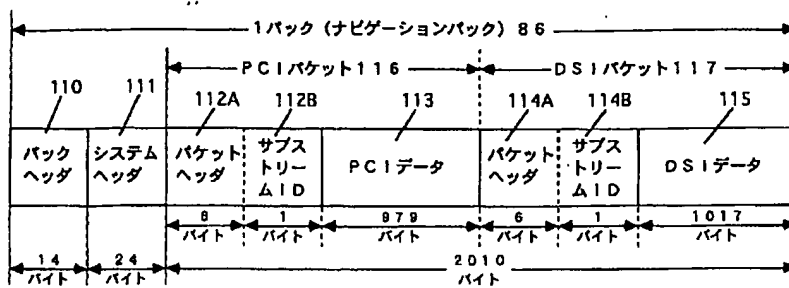 1パック(ナビゲーションパック)86
PCIパケット116
DSIパケット117
110
111
112A
112B
113
114A
114B
115
パック
ヘッダ
システム
ヘッダ
パケット
ヘッダ
サブス
トリー
ムID
PCIデータ
パケット
ヘッダ
サブス
トリー
ムID
DSIデータ
6
バイト
1
バイト
979
バイト
6
バイト
1
バイト
1017
バイト
14
バイト
24
バイト
2010
バイト